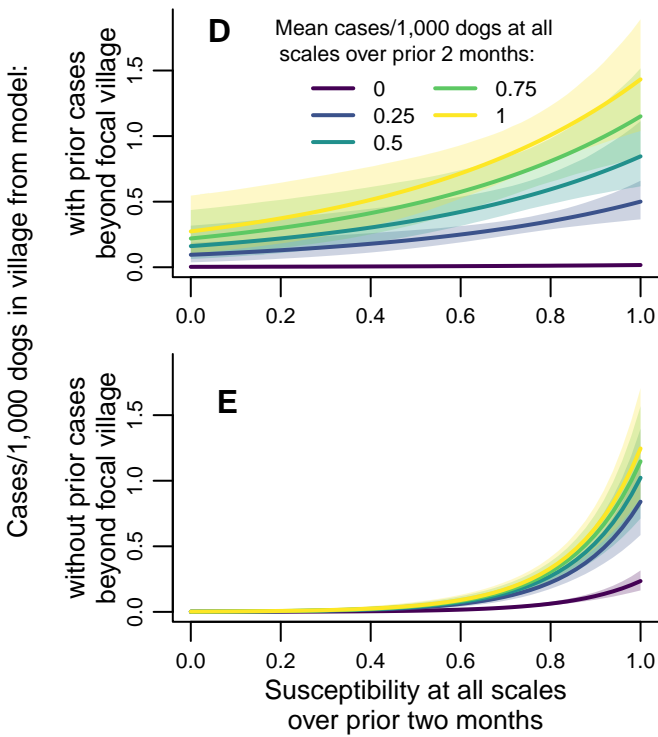 Cases/1,000 dogs in village from model:
with prior cases
beyond focal village
D
Mean cases/1,000 dogs at all
scales over prior 2 months:
0
0.25
0.5
0.75
1
1.5
1.0
0.5
0.0
0.0 0.2 0.4 0.6 0.8 1.0
without prior cases
beyond focal village
E
1.5
1.0
0.5
0.0
0.0 0.2 0.4 0.6 0.8 1.0
Susceptibility at all scales
over prior two months